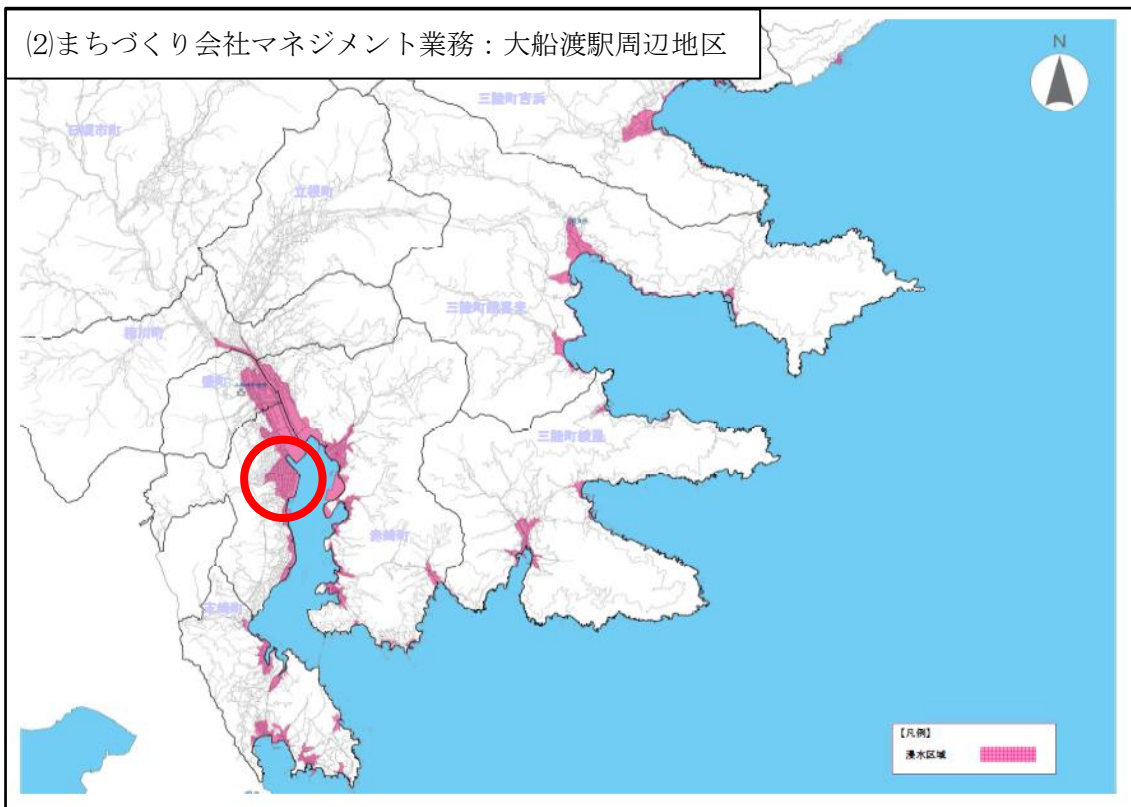 ⑵まちづくり会社マネジメント業務：大船渡駅周辺地区
N
三陸町吉浜
日頃市町
立根町
三陸町越喜来
猪川町
盛町
三陸町綾里
赤崎町
末崎町
【凡例】
浸水区域